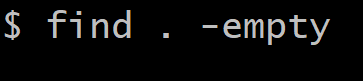 $ find . -empty